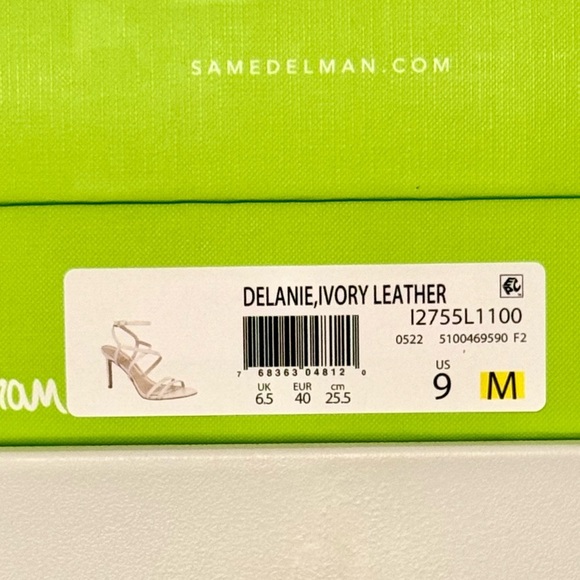 SAMEDELMAN.COM
DELANIE,IVORY LEATHER
I2755L1100
0522 5100469590 F2
7 68363 04812 0
UK EUR cm
6.5 40 25.5
US
9 M